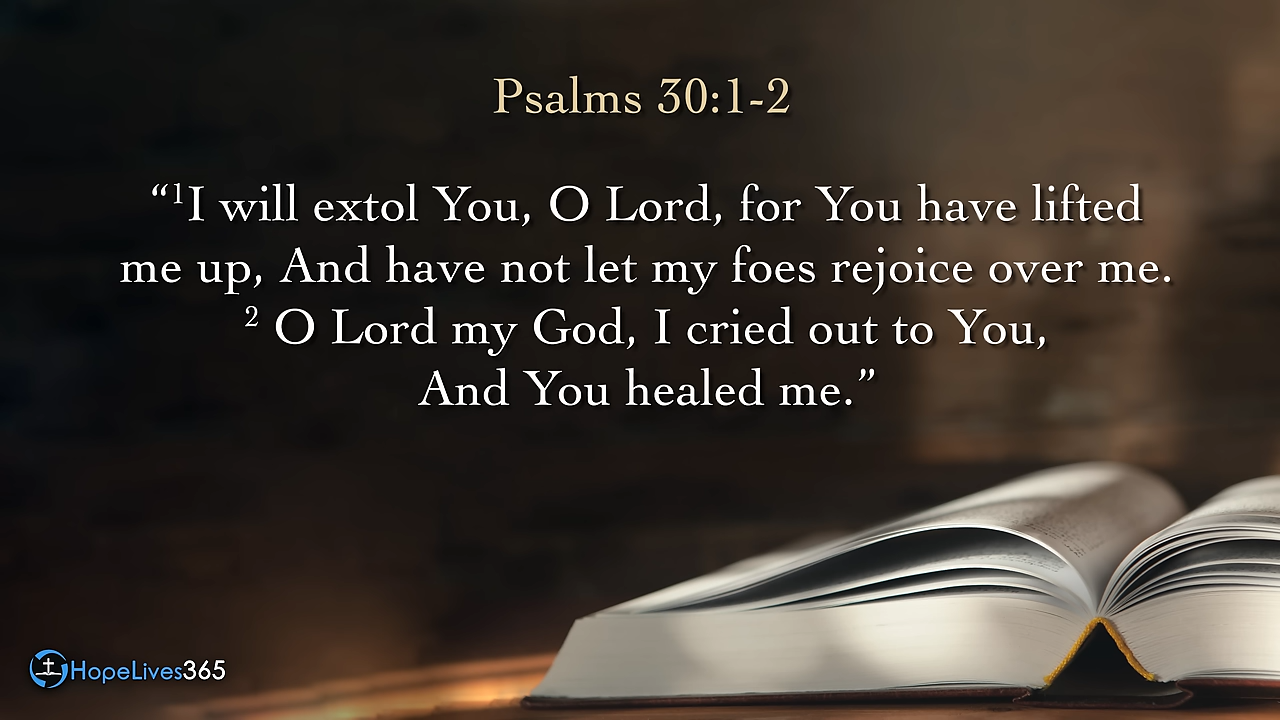 Psalms 30:1-2
“¹I will extol You, O Lord, for You have lifted
me up, And have not let my foes rejoice over me.
² O Lord my God, I cried out to You,
And You healed me.”
HopeLives365